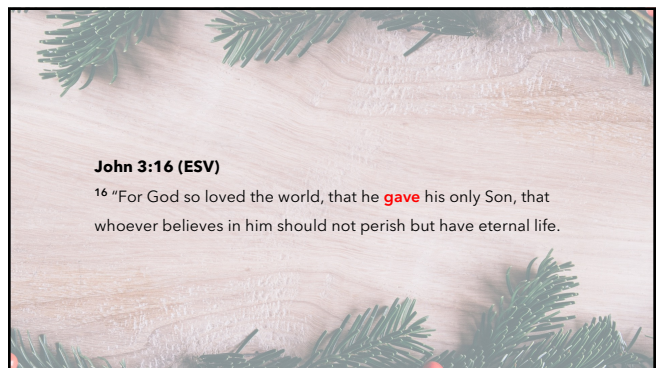 John 3:16 (ESV)
16 “For God so loved the world, that he gave his only Son, that
whoever believes in him should not perish but have eternal life.